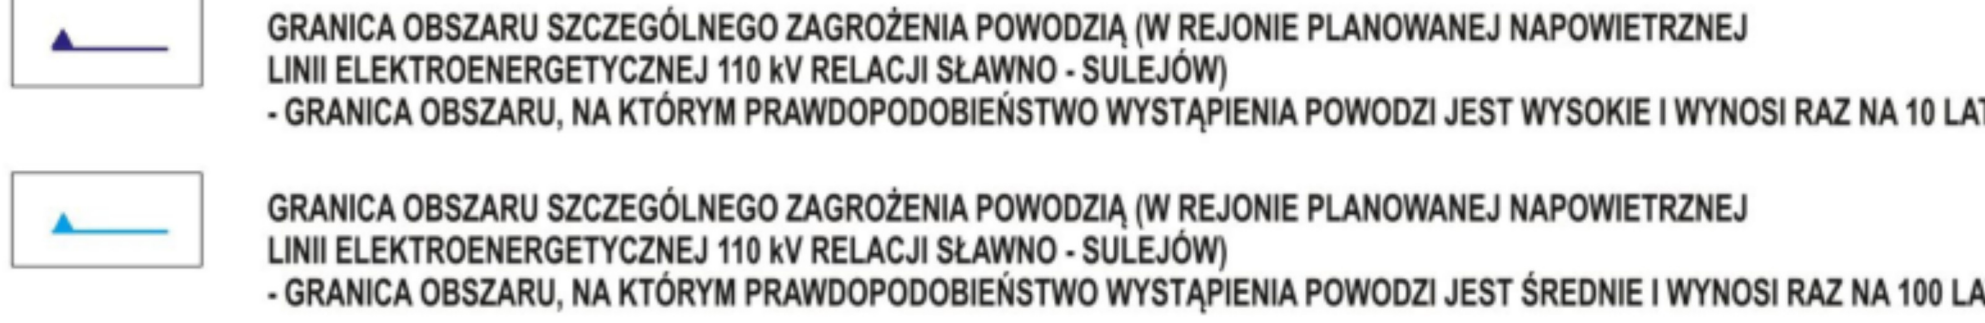 GRANICA OBSZARU SZCZEGÓLNEGO ZAGROŻENIA POWODZIĄ (W REJONIE PLANOWANEJ NAPOWIETRZNEJ
LINII ELEKTROENERGETYCZNEJ 110 kV RELACJI SŁAWNO - SULEJÓW)
- GRANICA OBSZARU, NA KTÓRYM PRAWDOPODOBIEŃSTWO WYSTĄPIENIA POWODZI JEST WYSOKIE I WYNOSI RAZ NA 10 LAT
GRANICA OBSZARU SZCZEGÓLNEGO ZAGROŻENIA POWODZIĄ (W REJONIE PLANOWANEJ NAPOWIETRZNEJ
LINII ELEKTROENERGETYCZNEJ 110 kV RELACJI SŁAWNO - SULEJÓW)
- GRANICA OBSZARU, NA KTÓRYM PRAWDOPODOBIEŃSTWO WYSTĄPIENIA POWODZI JEST ŚREDNIE I WYNOSI RAZ NA 100 LA